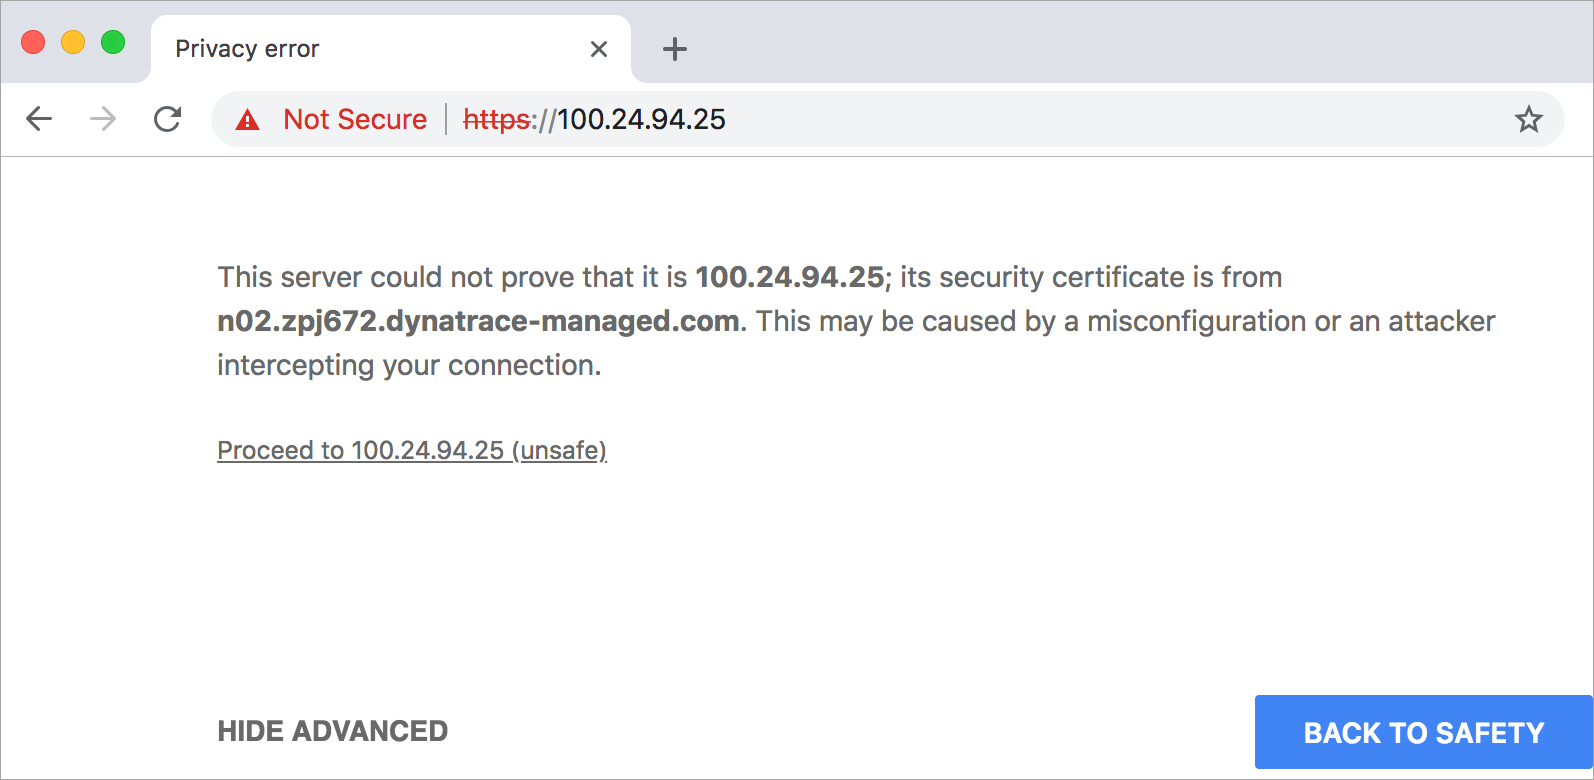 Privacy error
Not Secure
https://100.24.94.25
This server could not prove that it is 100.24.94.25; its security certificate is from
n02.zpj672.dynatrace-managed.com. This may be caused by a misconfiguration or an attacker
intercepting your connection.
Proceed to 100.24.94.25 (unsafe)
HIDE ADVANCED
BACK TO SAFETY